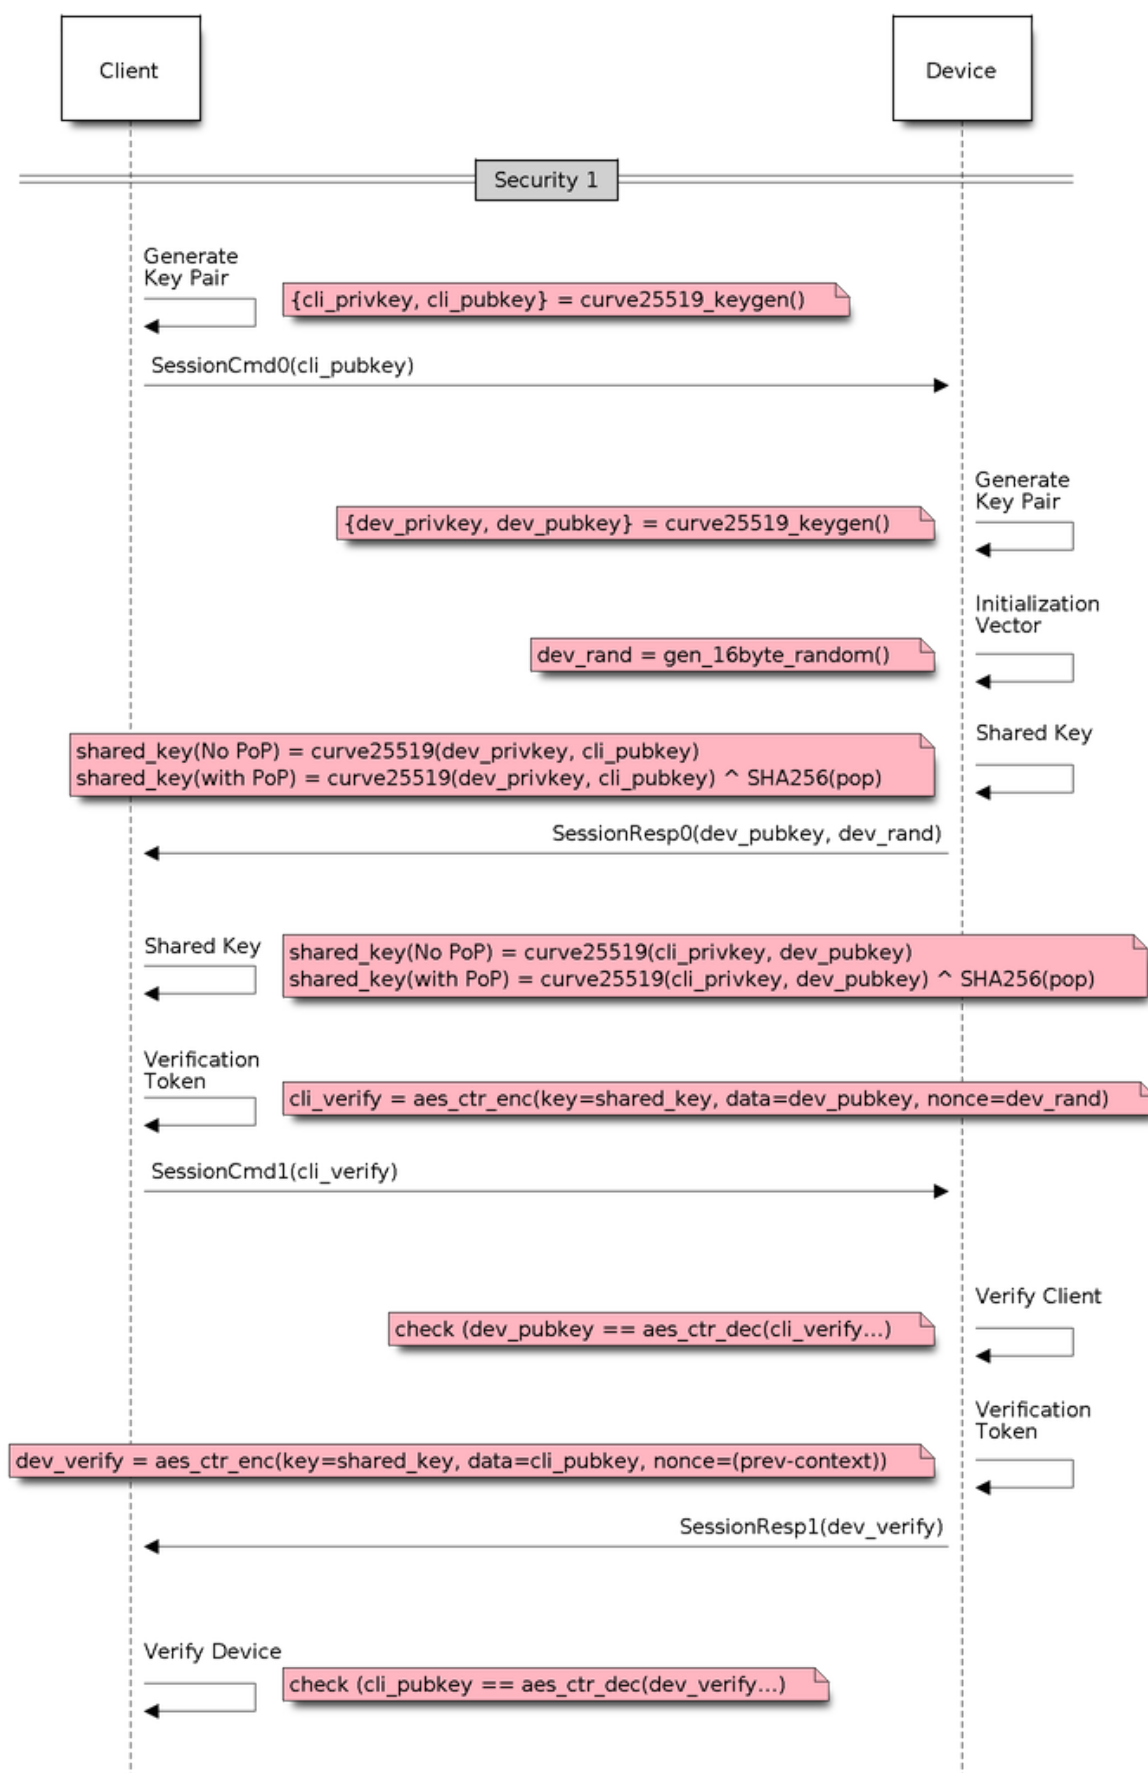 Client
Device
Security 1
Generate
Key Pair
{cli_privkey, cli_pubkey} = curve25519_keygen()
SessionCmd0(cli_pubkey)
Generate
Key Pair
{dev_privkey, dev_pubkey} = curve25519_keygen()
Initialization
Vector
dev_rand = gen_16byte_random()
Shared Key
shared_key(No PoP) = curve25519(dev_privkey, cli_pubkey)
shared_key(with PoP) = curve25519(dev_privkey, cli_pubkey) ^ SHA256(pop)
SessionResp0(dev_pubkey, dev_rand)
Shared Key
shared_key(No PoP) = curve25519(cli_privkey, dev_pubkey)
shared_key(with PoP) = curve25519(cli_privkey, dev_pubkey) ^ SHA256(pop)
Verification
Token
cli_verify = aes_ctr_enc(key=shared_key, data=dev_pubkey, nonce=dev_rand)
SessionCmd1(cli_verify)
Verify Client
check (dev_pubkey == aes_ctr_dec(cli_verify...)
Verification
Token
dev_verify = aes_ctr_enc(key=shared_key, data=cli_pubkey, nonce=(prev-context))
SessionResp1(dev_verify)
Verify Device
check (cli_pubkey == aes_ctr_dec(dev_verify...)